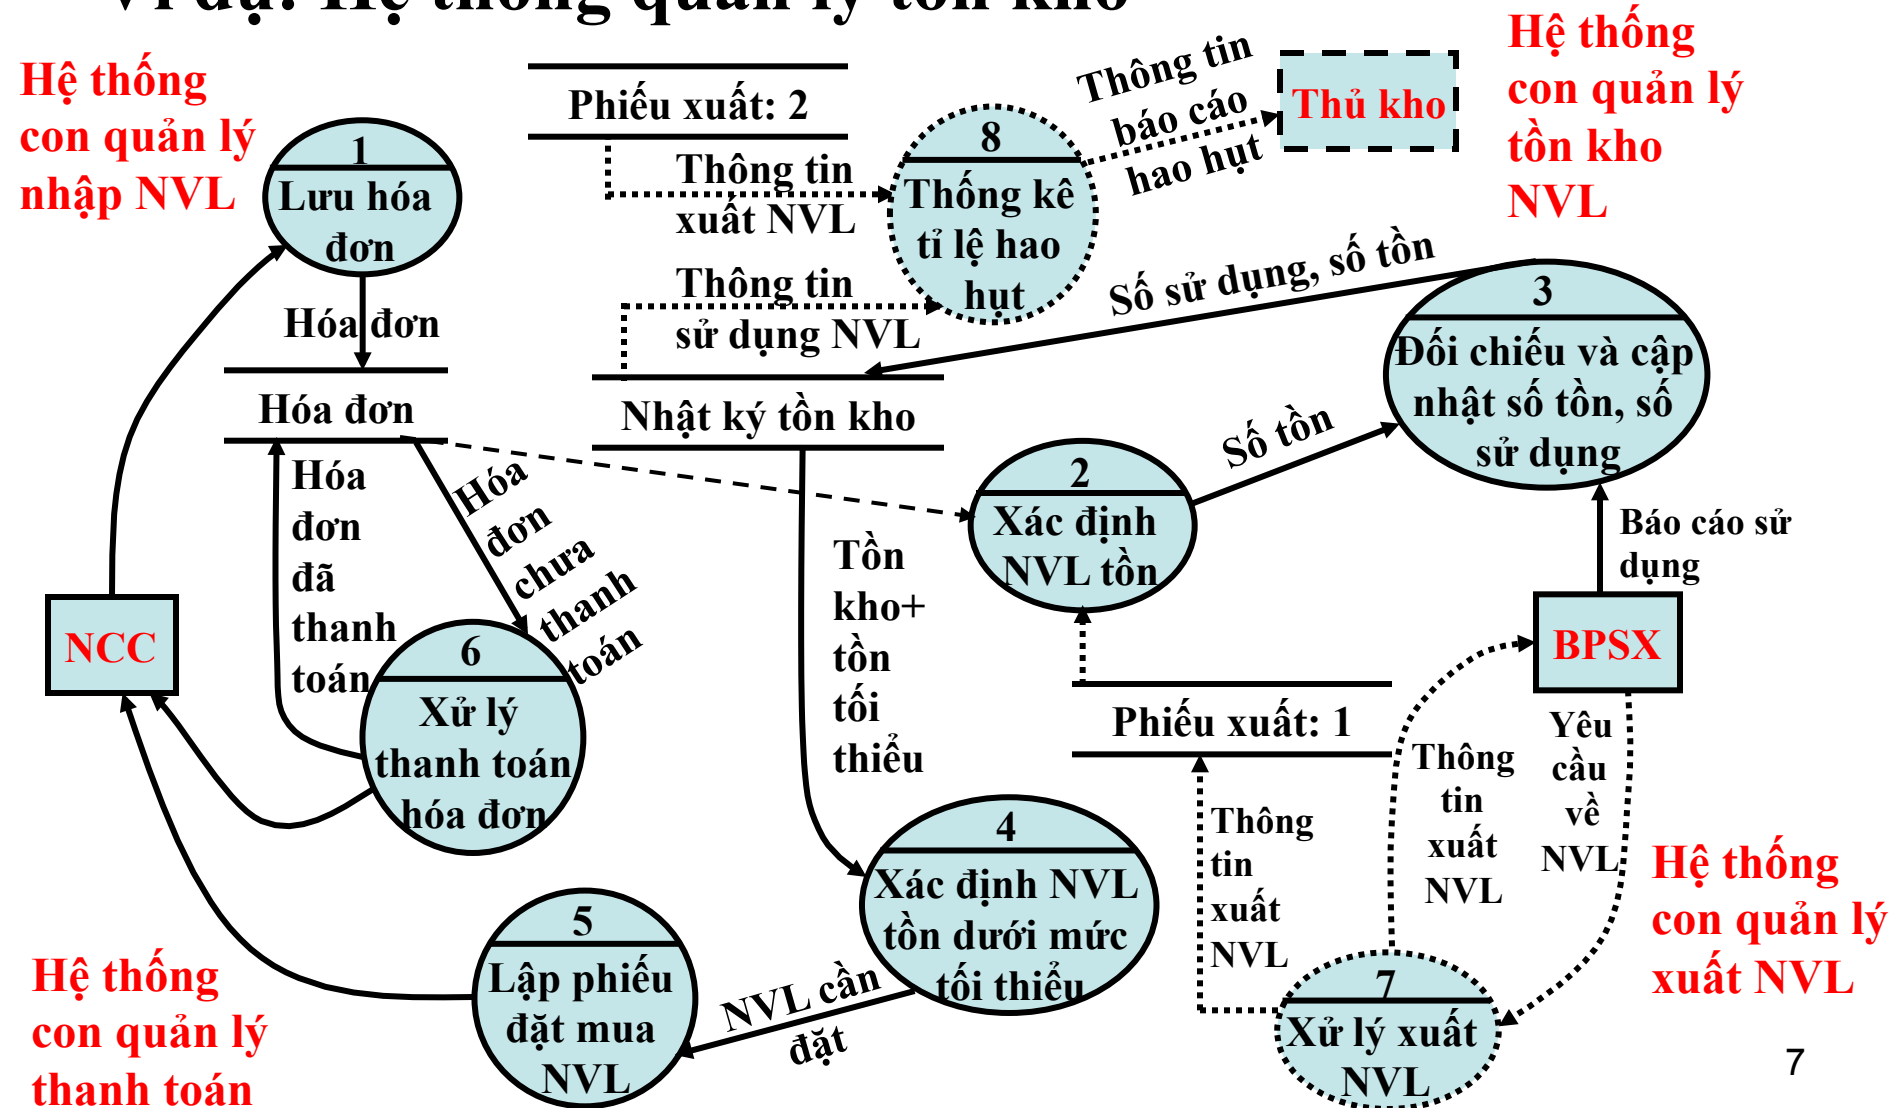 Ví dụ: Hệ thống quản lý tồn kho
Hệ thống
con quản lý
nhập NVL
1
Lưu hóa
đơn
Hóa đơn
Hóa đơn
Phiếu xuất: 2
Thông tin
xuất NVL
Thông tin
sử dụng NVL
8
Thống kê
tỉ lệ hao
hụt
Thông tin
báo cáo
hao hụt
Thủ kho
Hệ thống
con quản lý
tồn kho
NVL
Số sử dụng, số tồn
3
Đối chiếu và cập
nhật số tồn, số
sử dụng
Nhật ký tồn kho
Số tồn
2
Xác định
NVL tồn
Báo cáo sử
dụng
Hóa
đơn
đã
thanh
toán
Hóa
đơn
chưa
thanh
toán
Tồn
kho+
tồn
tối
thiểu
NCC
6
Xử lý
thanh toán
hóa đơn
BPSX
Phiếu xuất: 1
Thông
tin
xuất
NVL
Thông
tin
xuất
NVL
Yêu
cầu
về
NVL
4
Xác định NVL
tồn dưới mức
tối thiểu
Hệ thống
con quản lý
xuất NVL
5
Lập phiếu
đặt mua
NVL
NVL cần
đặt
7
Xử lý xuất
NVL
Hệ thống
con quản lý
thanh toán
7